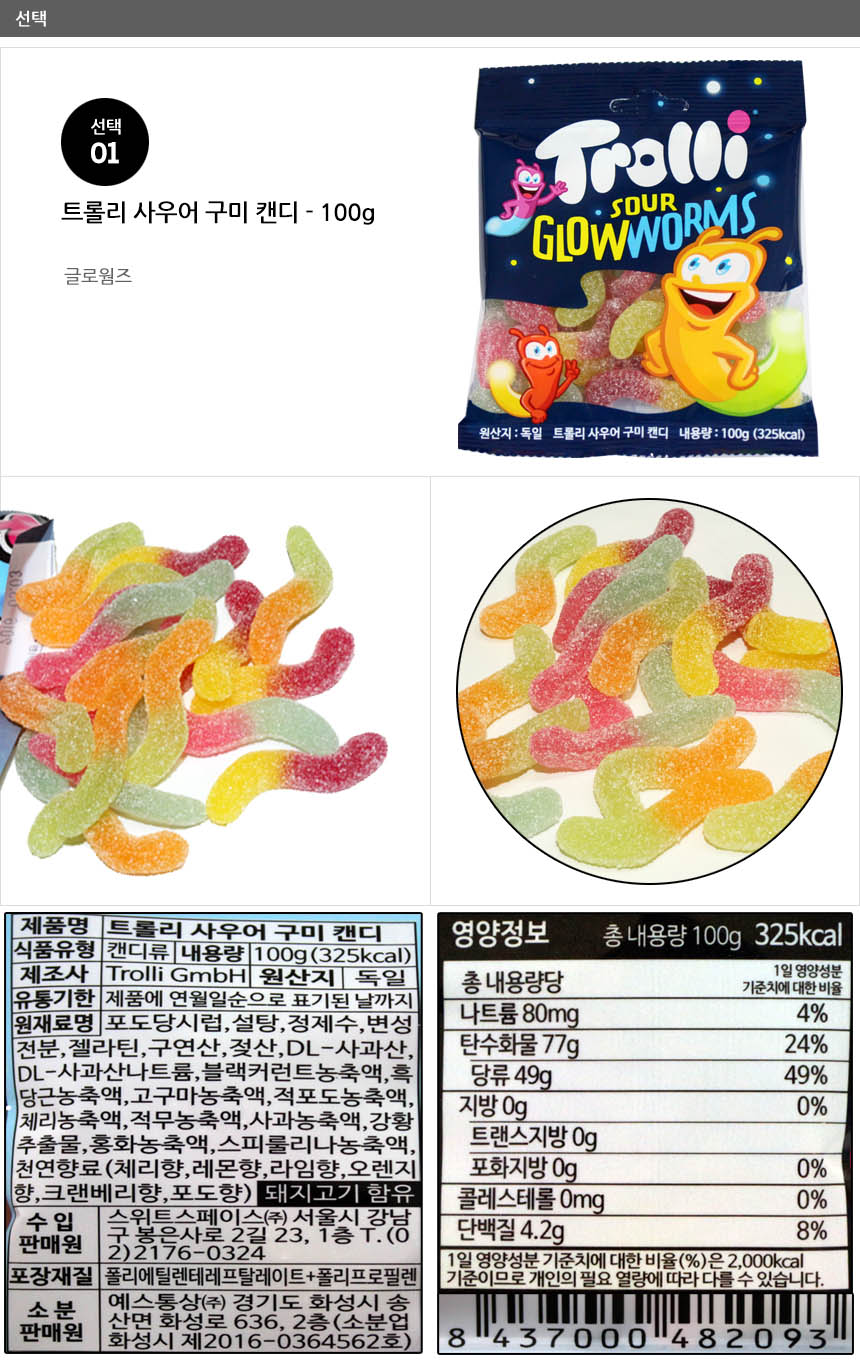 선택
선택
01
트롤리 사우어 구미 캔디 - 100g
글로웜즈
Trolli
SOUR
GLOWWORMS
원산지 : 독일 트롤리 사우어 구미 캔디 내용량 : 100g (325kcal)
제품명 트롤리 사우어 구미 캔디
식품유형 캔디류 내용량 100g(325kcal)
제조사 Trolli GmbH 원산지 독일
유통기한 제품에 연월일순으로 표기된 날까지
원재료명 포도당시럽,설탕,정제수,변성
전분,젤라틴,구연산,젖산,DL-사과산,
DL-사과산나트륨,블랙커런트농축액,흑
당근농축액,고구마농축액,적포도농축액,
체리농축액,적무농축액,사과농축액,강황
추출물,홍화농축액,스피룰리나농축액,
천연향료(체리향,레몬향,라임향,오렌지
향,크랜베리향,포도향) 돼지고기 함유
수 입 판매원 스위트스페이스㈜ 서울시 강남
구 봉은사로 2길 23, 1층 T.(0
2)2176-0324
포장재질 폴리에틸렌테레프탈레이트+폴리프로필렌
소 분 판매원 예스통상㈜ 경기도 화성시 송
산면 화성로 636, 2층(소분업
화성시 제2016-0364562호)
영양정보 총 내용량 100g 325kcal
총 내용량당 1일 영양성분
기준치에 대한 비율
나트륨 80mg 4%
탄수화물 77g 24%
당류 49g 49%
지방 0g 0%
트랜스지방 0g
포화지방 0g 0%
콜레스테롤 0mg 0%
단백질 4.2g 8%
1일 영양성분 기준치에 대한 비율(%)은 2,000kcal
기준이므로 개인의 필요 열량에 따라 다를 수 있습니다.
8 437000 482093